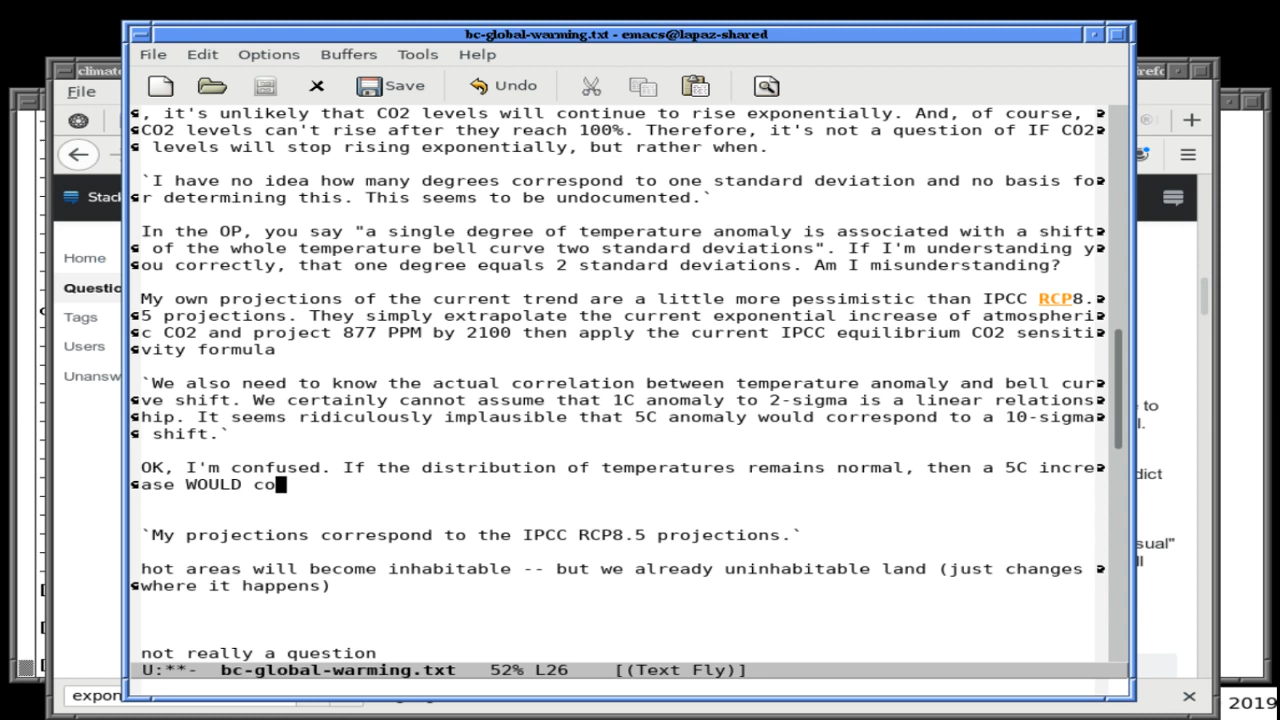 bc-global-warming.txt - emacs@lapaz-shared
File Edit Options Buffers Tools Help
Save Undo
, it's unlikely that CO2 levels will continue to rise exponentially. And, of course,
CO2 levels can't rise after they reach 100%. Therefore, it's not a question of IF CO2
levels will stop rising exponentially, but rather when.
`I have no idea how many degrees correspond to one standard deviation and no basis fo
r determining this. This seems to be undocumented.`
In the OP, you say "a single degree of temperature anomaly is associated with a shift
of the whole temperature bell curve two standard deviations". If I'm understanding y
ou correctly, that one degree equals 2 standard deviations. Am I misunderstanding?
My own projections of the current trend are a little more pessimistic than IPCC RCP8.
5 projections. They simply extrapolate the current exponential increase of atmospheri
c CO2 and project 877 PPM by 2100 then apply the current IPCC equilibrium CO2 sensiti
vity formula
`We also need to know the actual correlation between temperature anomaly and bell cur
ve shift. We certainly cannot assume that 1C anomaly to 2-sigma is a linear relations
hip. It seems ridiculously implausible that 5C anomaly would correspond to a 10-sigma
shift.`
OK, I'm confused. If the distribution of temperatures remains normal, then a 5C incre
ase WOULD co
`My projections correspond to the IPCC RCP8.5 projections.`
hot areas will become inhabitable -- but we already uninhabitable land (just changes
where it happens)
not really a question
U:**- bc-global-warming.txt 52% L26 [(Text Fly)]
climate
File
Stack
Home
Questio
Tags
Users
Unansw
expon
irefo
to
l.
dict
sual"
ll
2019